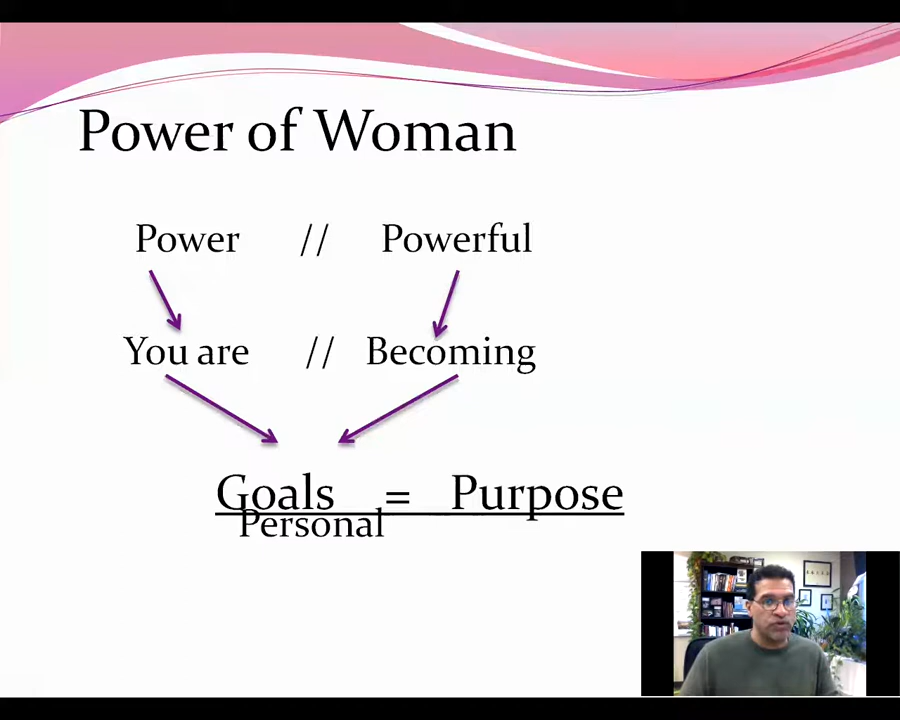 Power of Woman
Power // Powerful
You are // Becoming
Goals = Purpose
Personal